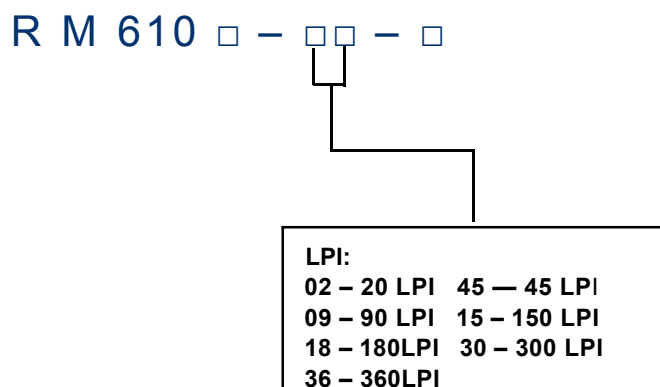 R M 610 □ – □□ – □
LPI:
02 – 20 LPI 45 — 45 LPI
09 – 90 LPI 15 – 150 LPI
18 – 180LPI 30 – 300 LPI
36 – 360LPI